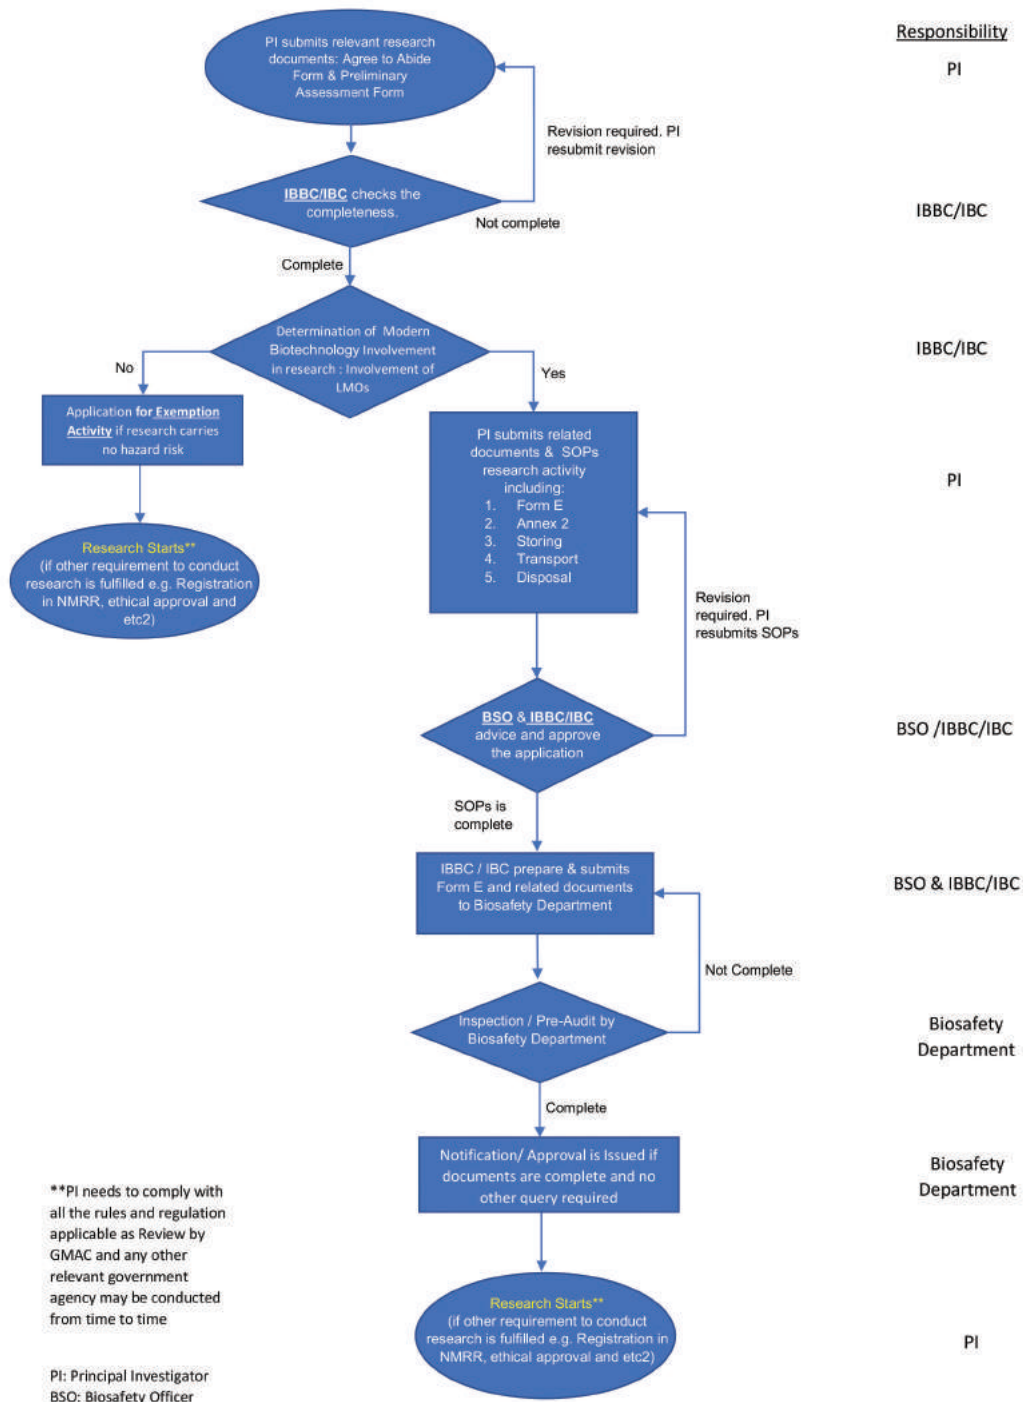 Responsibility
PI submits relevant research
documents: Agree to Abide
Form & Preliminary
Assessment Form
PI
Revision required. PI
resubmit revision
IBBC/IBC checks the
completeness.
Not complete
IBBC/IBC
Complete
Determination of Modern
Biotechnology Involvement
in research : Involvement of
LMOs
IBBC/IBC
No
Yes
Application for Exemption
Activity if research carries
no hazard risk
PI submits related
documents & SOPs
research activity
including:
1. Form E
2. Annex 2
3. Storing
4. Transport
5. Disposal
PI
Research Starts**
(if other requirement to conduct
research is fulfilled e.g. Registration
in NMRR, ethical approval and
etc2)
Revision
required. PI
resubmits SOPs
BSO & IBBC/IBC
advice and approve
the application
BSO /IBBC/IBC
SOPs is
complete
IBBC / IBC prepare & submits
Form E and related documents
to Biosafety Department
BSO & IBBC/IBC
Not Complete
Inspection / Pre-Audit by
Biosafety Department
Biosafety
Department
Complete
Notification/ Approval is Issued if
documents are complete and no
other query required
Biosafety
Department
**PI needs to comply with
all the rules and regulation
applicable as Review by
GMAC and any other
relevant government
agency may be conducted
from time to time
Research Starts**
(if other requirement to conduct
research is fulfilled e.g. Registration in
NMRR, ethical approval and etc2)
PI
PI: Principal Investigator
BSO: Biosafety Officer